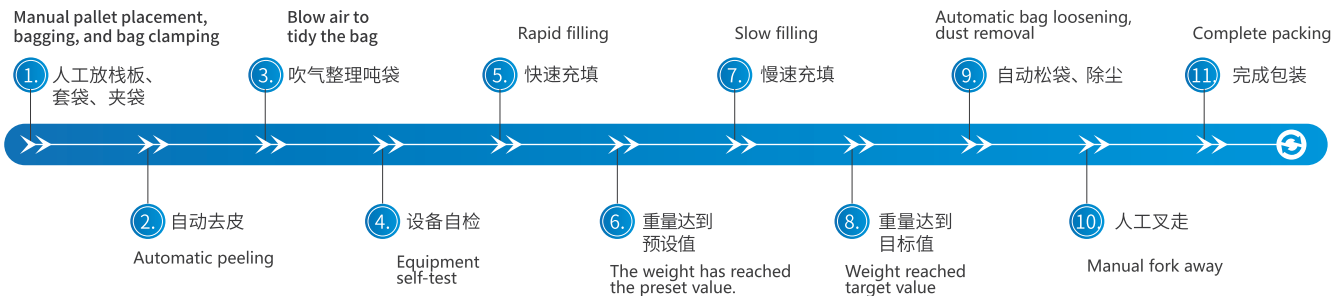 Manual pallet placement,
bagging, and bag clamping
1.
人工放栈板、
套袋、夹袋
2.
自动去皮
Automatic peeling
Blow air to
tidy the bag
3.
吹气整理吨袋
4.
设备自检
Equipment
self-test
Rapid filling
5.
快速充填
6.
重量达到
预设值
The weight has reached
the preset value.
Slow filling
7.
慢速充填
8.
重量达到
目标值
Weight reached
target value
Automatic bag loosening,
dust removal
9.
自动松袋、除尘
10.
人工叉走
Manual fork away
Complete packing
11.
完成包装